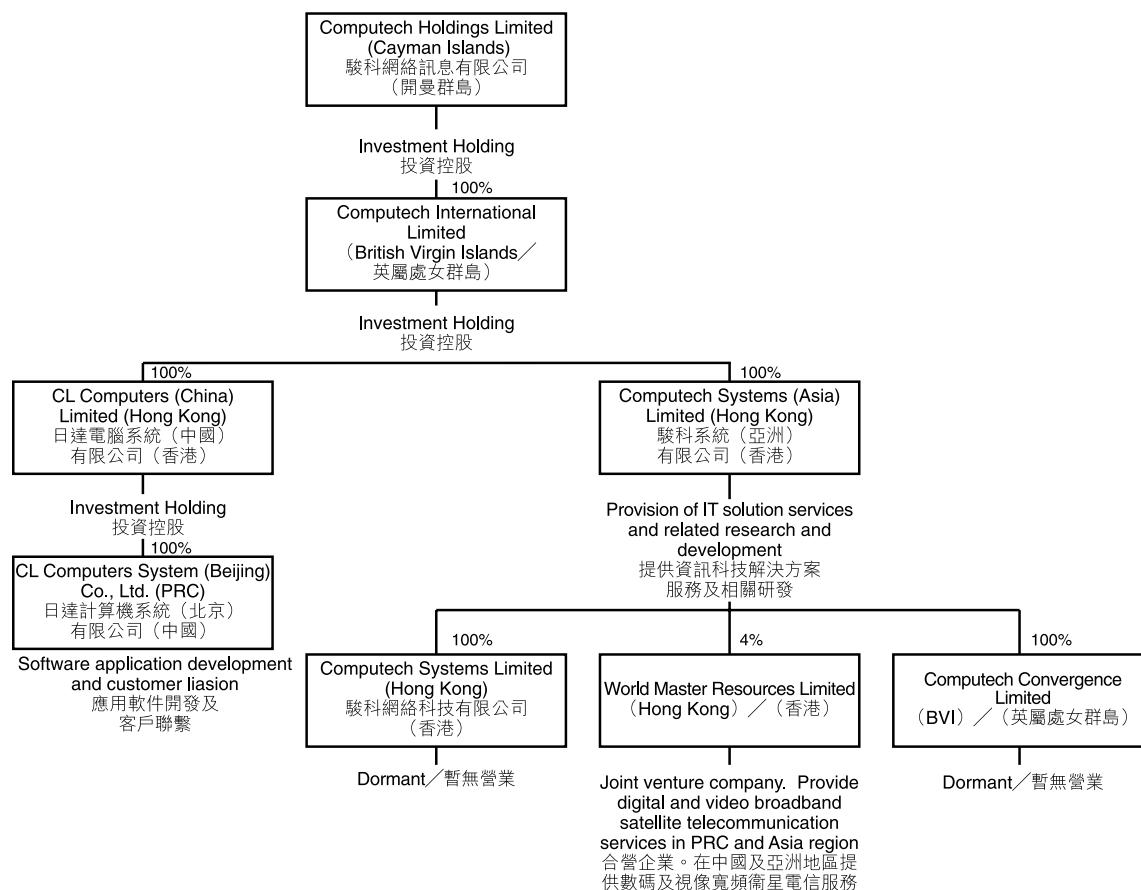 Computech Holdings Limited
(Cayman Islands)
駿科網絡訊息有限公司
（開曼群島）
Investment Holding
投資控股
100%
Computech International
Limited
（British Virgin Islands／
英屬處女群島）
Investment Holding
投資控股
100%
CL Computers (China)
Limited (Hong Kong)
日達電腦系統（中國）
有限公司（香港）
Investment Holding
投資控股
100%
CL Computers System (Beijing)
Co., Ltd. (PRC)
日達計算機系統（北京）
有限公司（中國）
Software application development
and customer liasion
應用軟件開發及
客戶聯繫
100%
Computech Systems (Asia)
Limited (Hong Kong)
駿科系統（亞洲）
有限公司（香港）
Provision of IT solution services
and related research and
development
提供資訊科技解決方案
服務及相關研發
100%
Computech Systems Limited
(Hong Kong)
駿科網絡科技有限公司
（香港）
Dormant／暫無營業
4%
World Master Resources Limited
（Hong Kong）／（香港）
Joint venture company. Provide
digital and video broadband
satellite telecommunication
services in PRC and Asia region
合營企業。在中國及亞洲地區提
供數碼及視像寬頻衞星電信服務
100%
Computech Convergence
Limited
（BVI）／（英屬處女群島）
Dormant／暫無營業